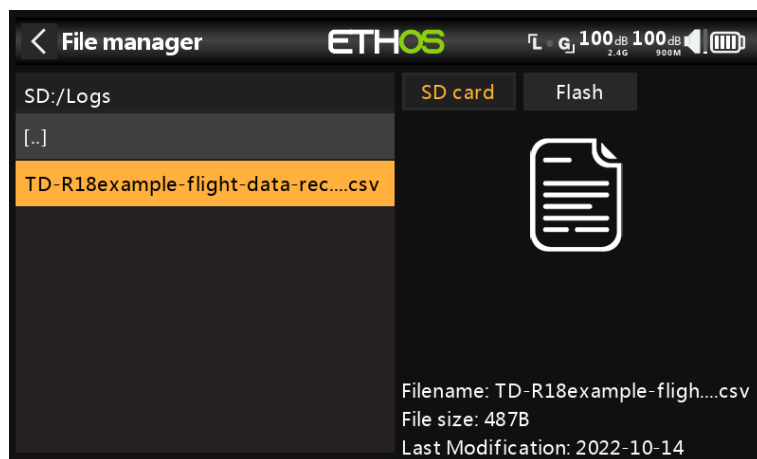 < File manager
ETHOS
L G 100dB 2.4G 100dB 900M
SD:/Logs
SD card
Flash
[..]
TD-R18example-flight-data-rec....csv
Filename: TD-R18example-fligh....csv
File size: 487B
Last Modification: 2022-10-14